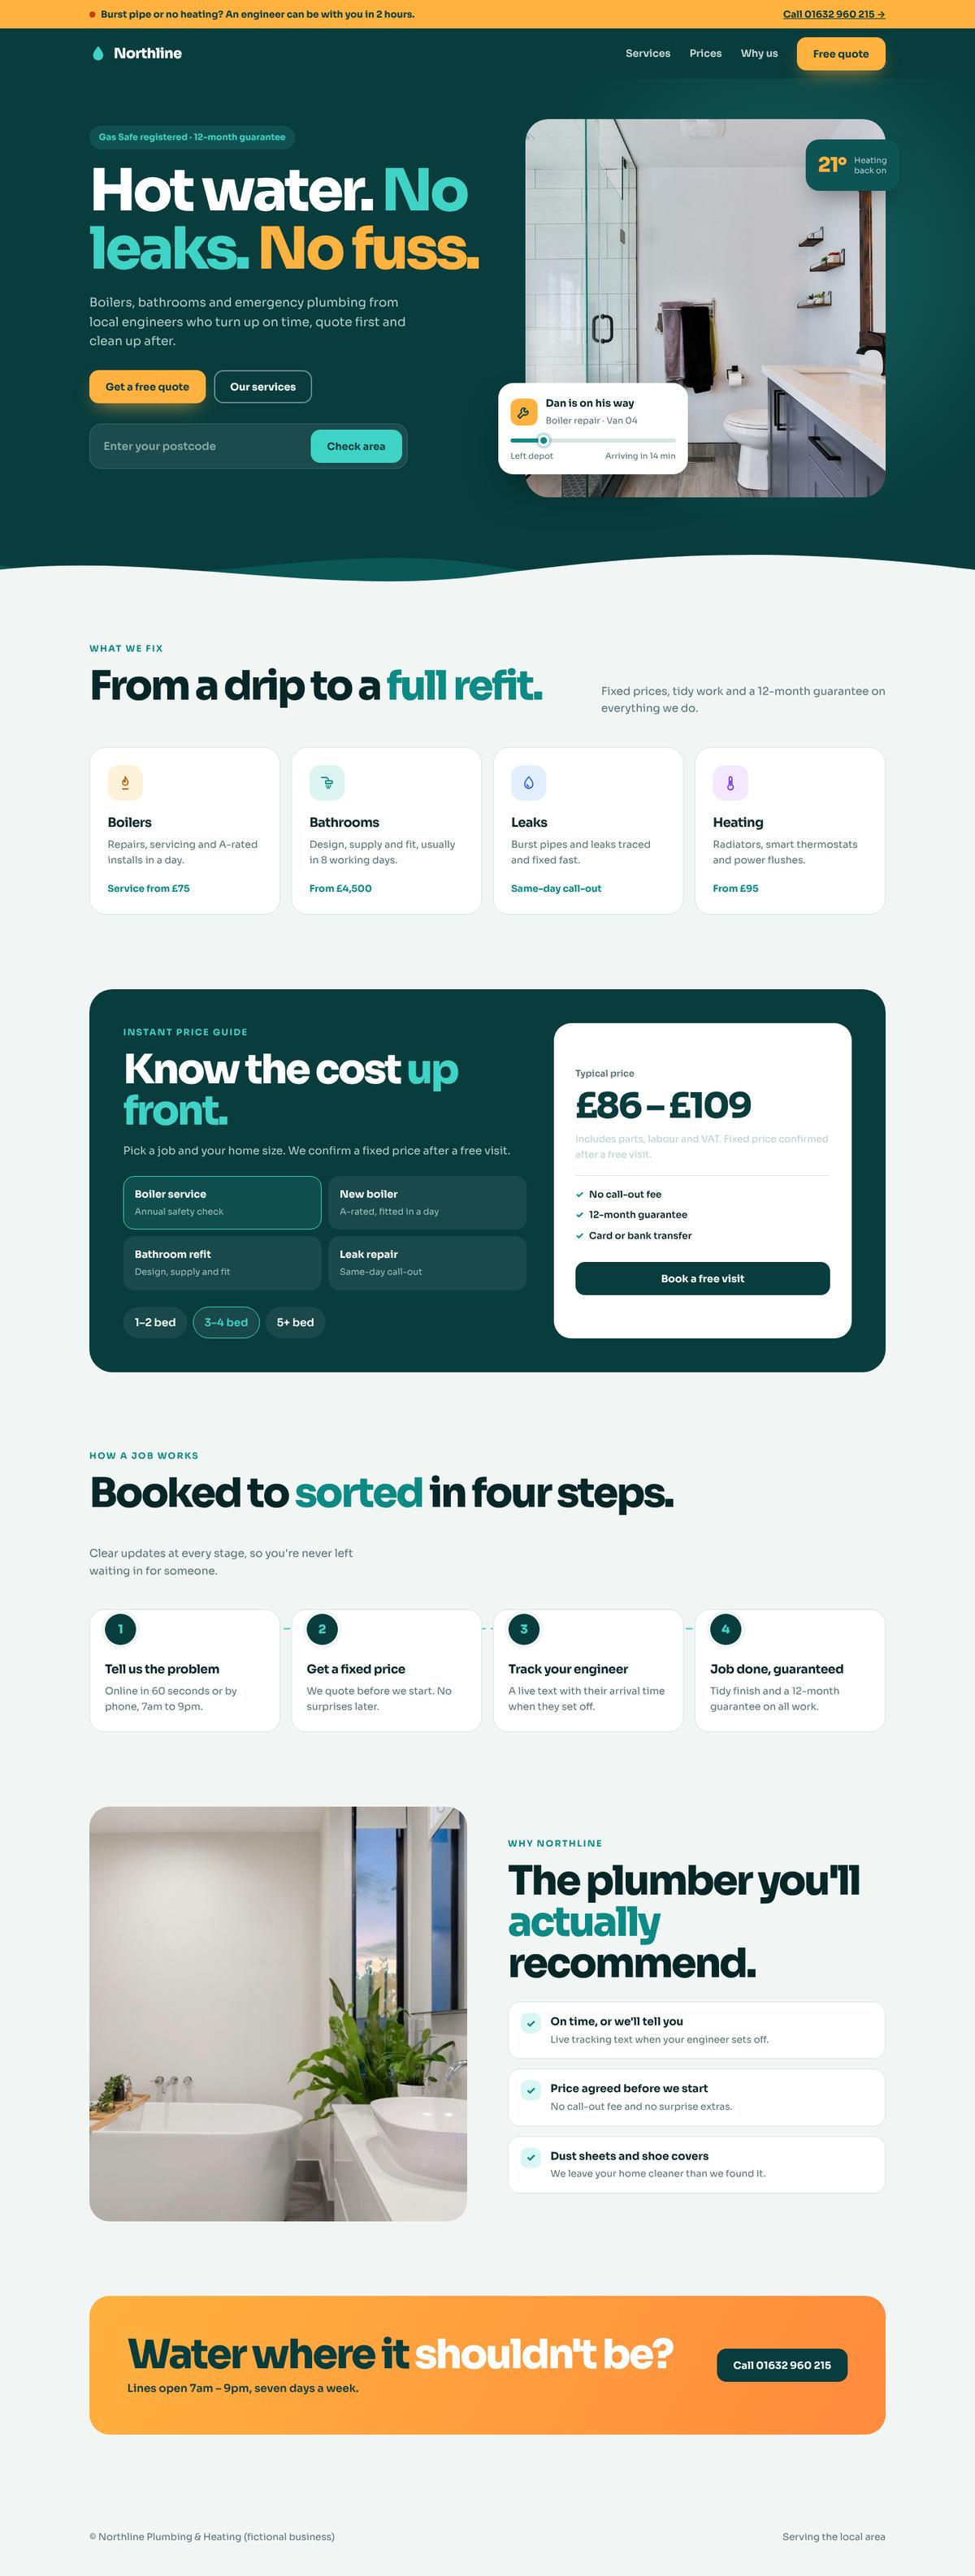 Burst pipe or no heating? An engineer can be with you in 2 hours.
Call 01632 960 215 →
Northline
Services
Prices
Why us
Free quote
Gas Safe registered · 12-month guarantee
Hot water. No
leaks. No fuss.
Boilers, bathrooms and emergency plumbing from
local engineers who turn up on time, quote first and
clean up after.
Get a free quote
Our services
Enter your postcode
Check area
21°
Heating
back on
Dan is on his way
Boiler repair · Van 04
Left depot
Arriving in 14 min
WHAT WE FIX
From a drip to a full refit.
Fixed prices, tidy work and a 12-month guarantee on
everything we do.
Boilers
Repairs, servicing and A-rated
installs in a day.
Service from £75
Bathrooms
Design, supply and fit, usually
in 8 working days.
From £4,500
Leaks
Burst pipes and leaks traced
and fixed fast.
Same-day call-out
Heating
Radiators, smart thermostats
and power flushes.
From £95
INSTANT PRICE GUIDE
Know the cost up
front.
Pick a job and your home size. We confirm a fixed price after a free visit.
Boiler service
Annual safety check
New boiler
A-rated, fitted in a day
Bathroom refit
Design, supply and fit
Leak repair
Same-day call-out
1–2 bed
3–4 bed
5+ bed
Typical price
£86 – £109
Includes parts, labour and VAT. Fixed price confirmed
after a free visit.
✓ No call-out fee
✓ 12-month guarantee
✓ Card or bank transfer
Book a free visit
HOW A JOB WORKS
Booked to sorted in four steps.
Clear updates at every stage, so you're never left
waiting in for someone.
1
Tell us the problem
Online in 60 seconds or by
phone, 7am to 9pm.
2
Get a fixed price
We quote before we start. No
surprises later.
3
Track your engineer
A live text with their arrival time
when they set off.
4
Job done, guaranteed
Tidy finish and a 12-month
guarantee on all work.
WHY NORTHLINE
The plumber you'll
actually
recommend.
On time, or we'll tell you
Live tracking text when your engineer sets off.
Price agreed before we start
No call-out fee and no surprise extras.
Dust sheets and shoe covers
We leave your home cleaner than we found it.
Water where it shouldn't be?
Lines open 7am – 9pm, seven days a week.
Call 01632 960 215
© Northline Plumbing & Heating (fictional business)
Serving the local area